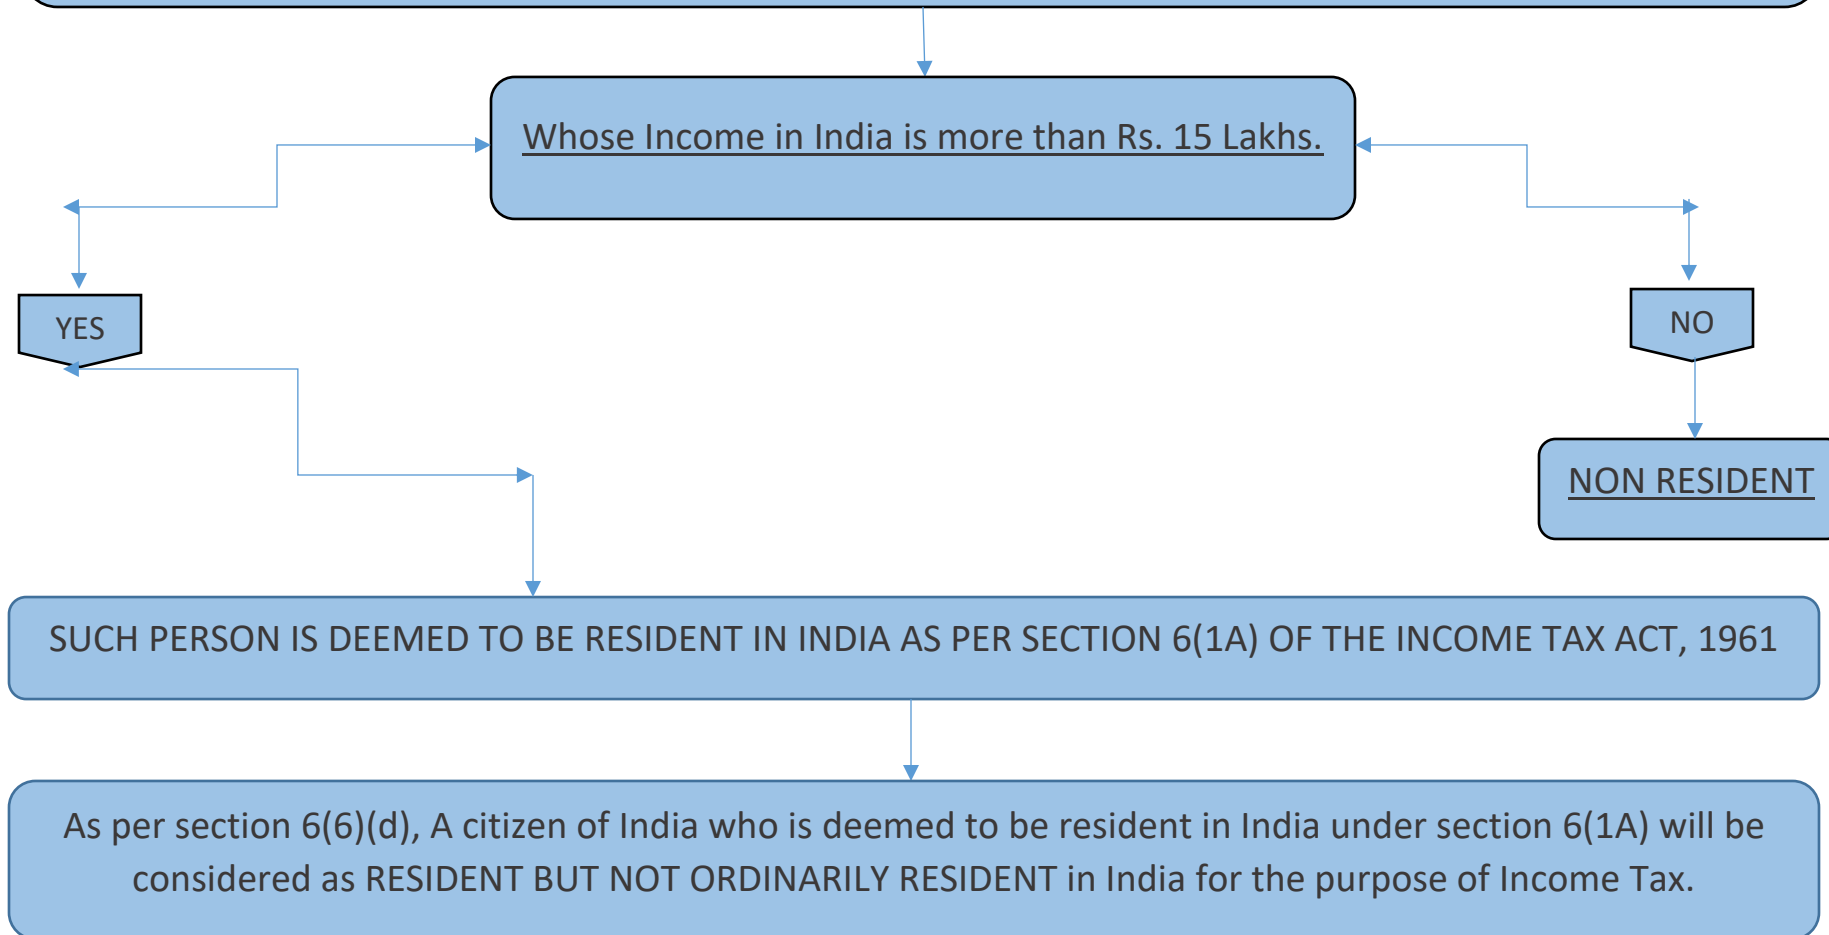 Whose Income in India is more than Rs. 15 Lakhs.
YES
NO
NON RESIDENT
SUCH PERSON IS DEEMED TO BE RESIDENT IN INDIA AS PER SECTION 6(1A) OF THE INCOME TAX ACT, 1961
As per section 6(6)(d), A citizen of India who is deemed to be resident in India under section 6(1A) will be
considered as RESIDENT BUT NOT ORDINARILY RESIDENT in India for the purpose of Income Tax.